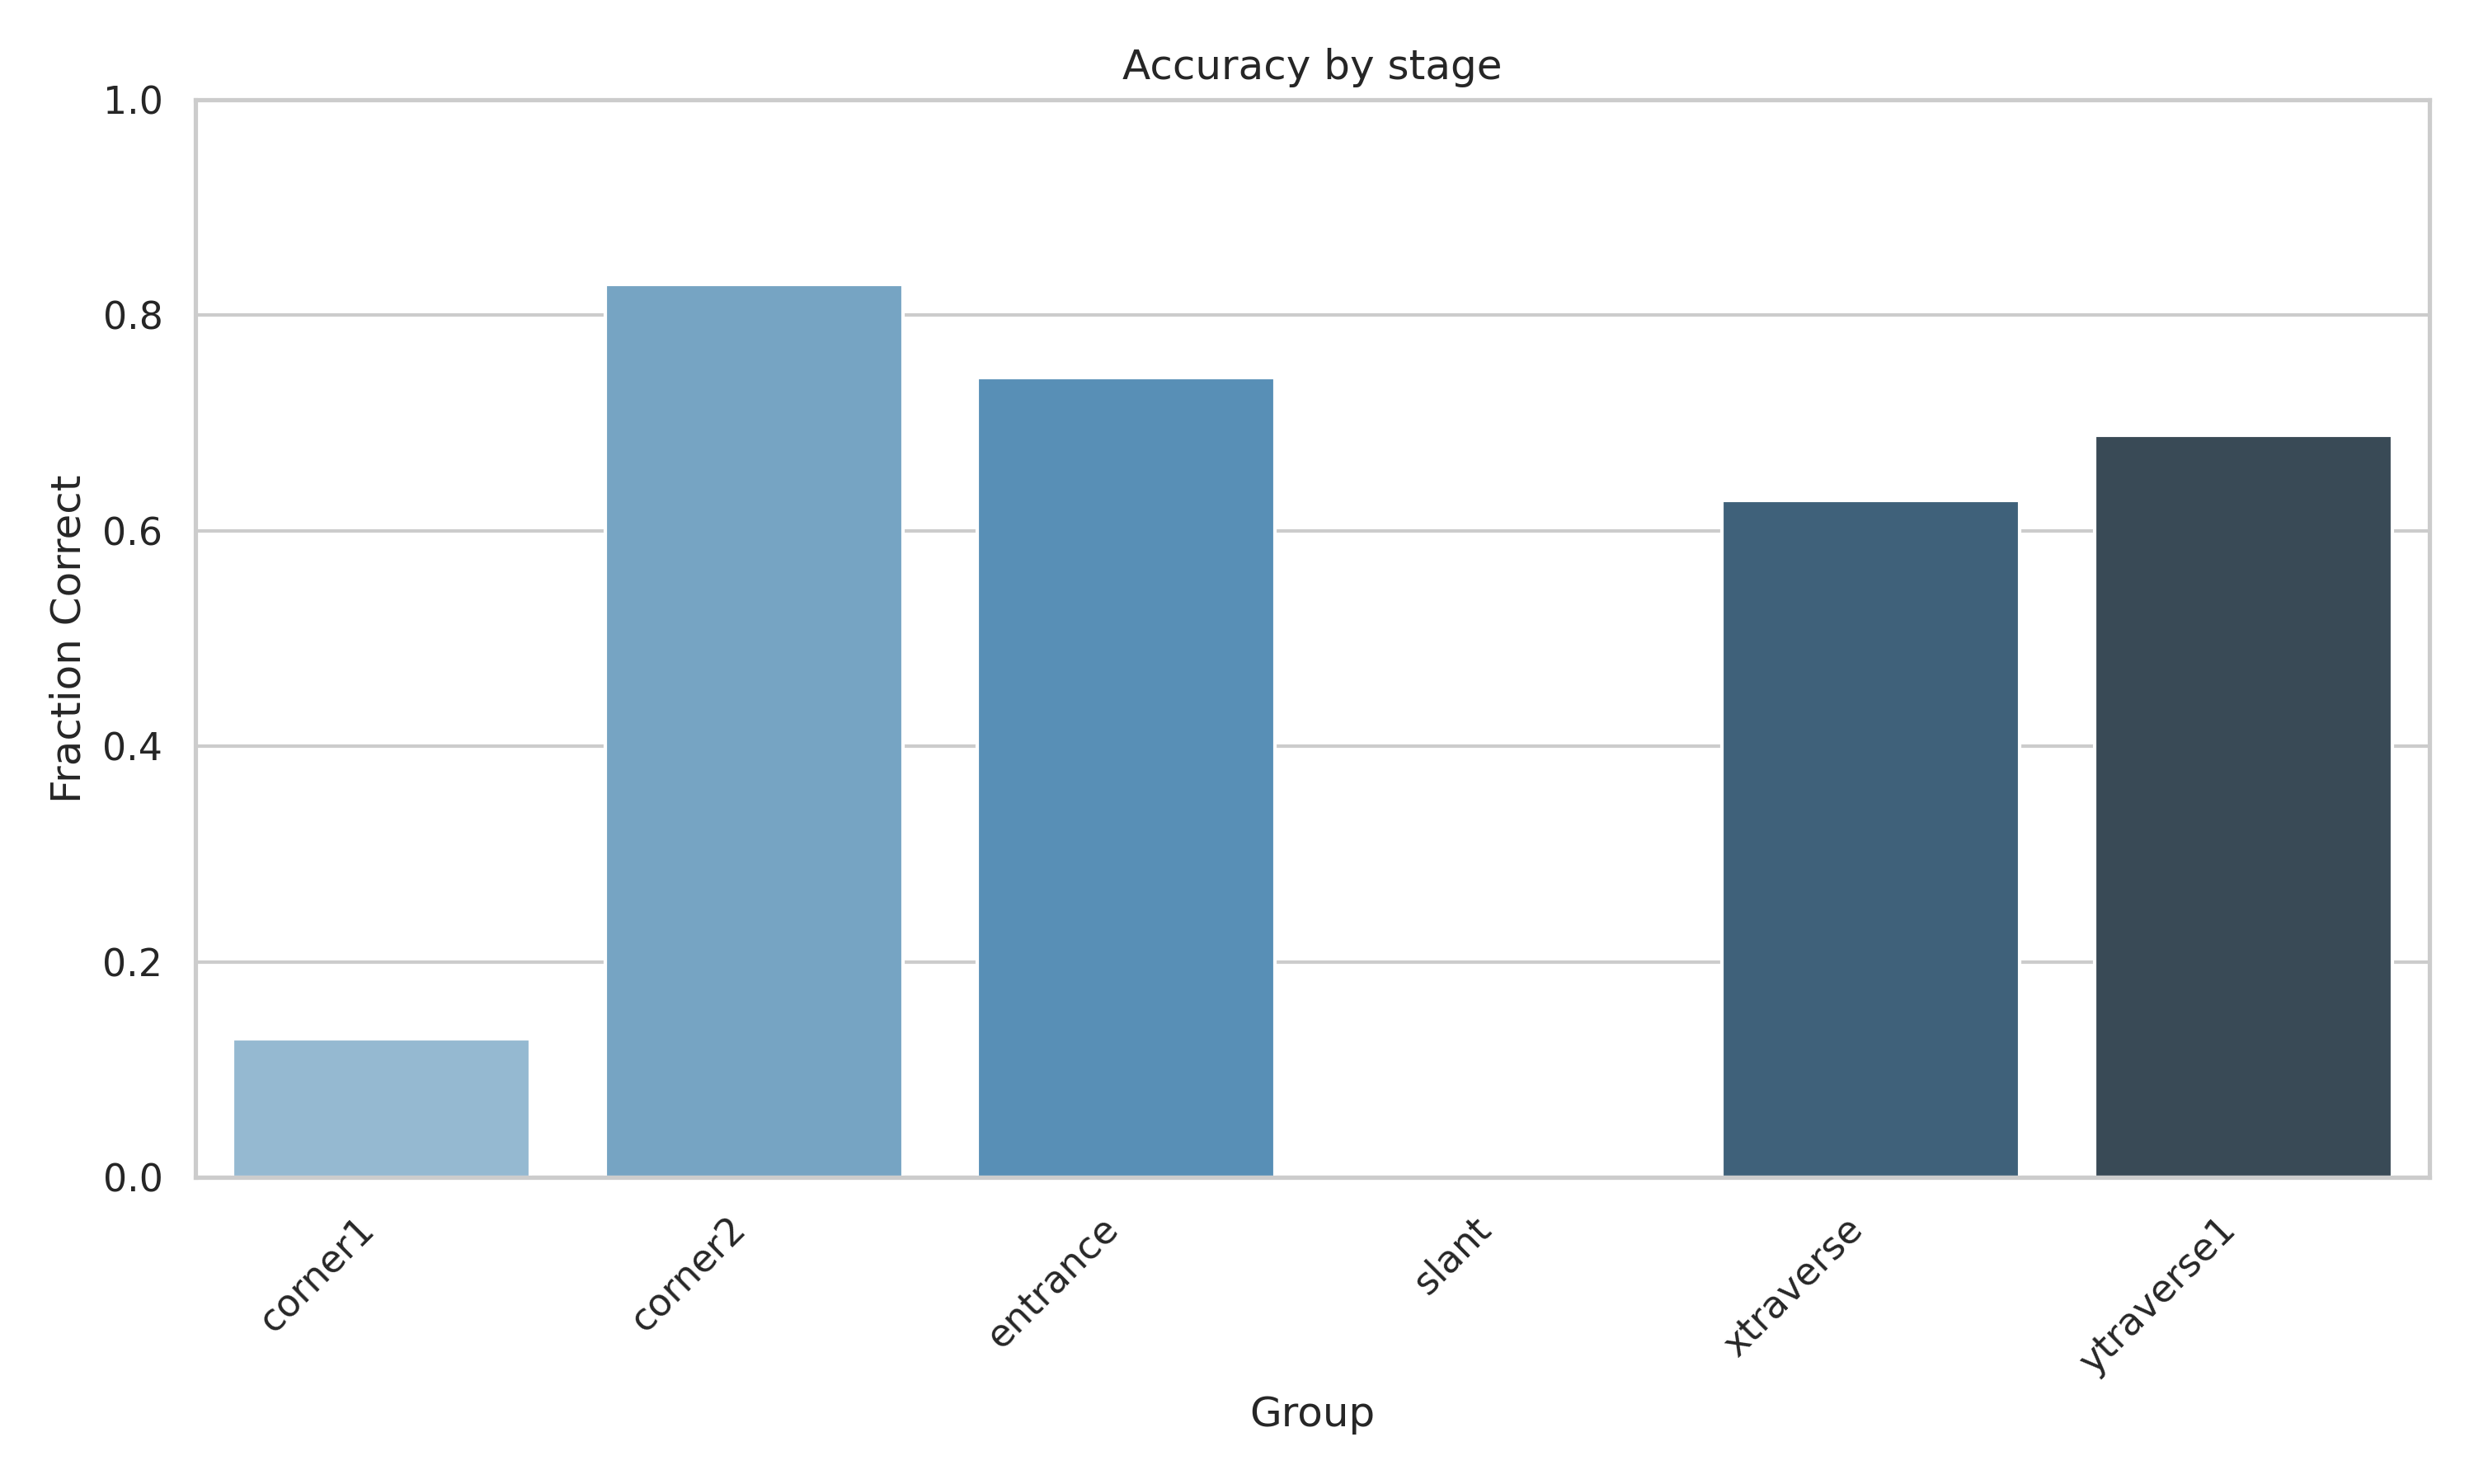 Accuracy by stage
1.0
0.8
0.6
0.4
0.2
0.0
Fraction Correct
corner1
corner2
entrance
slant
xtraverse
ytraverse1
Group